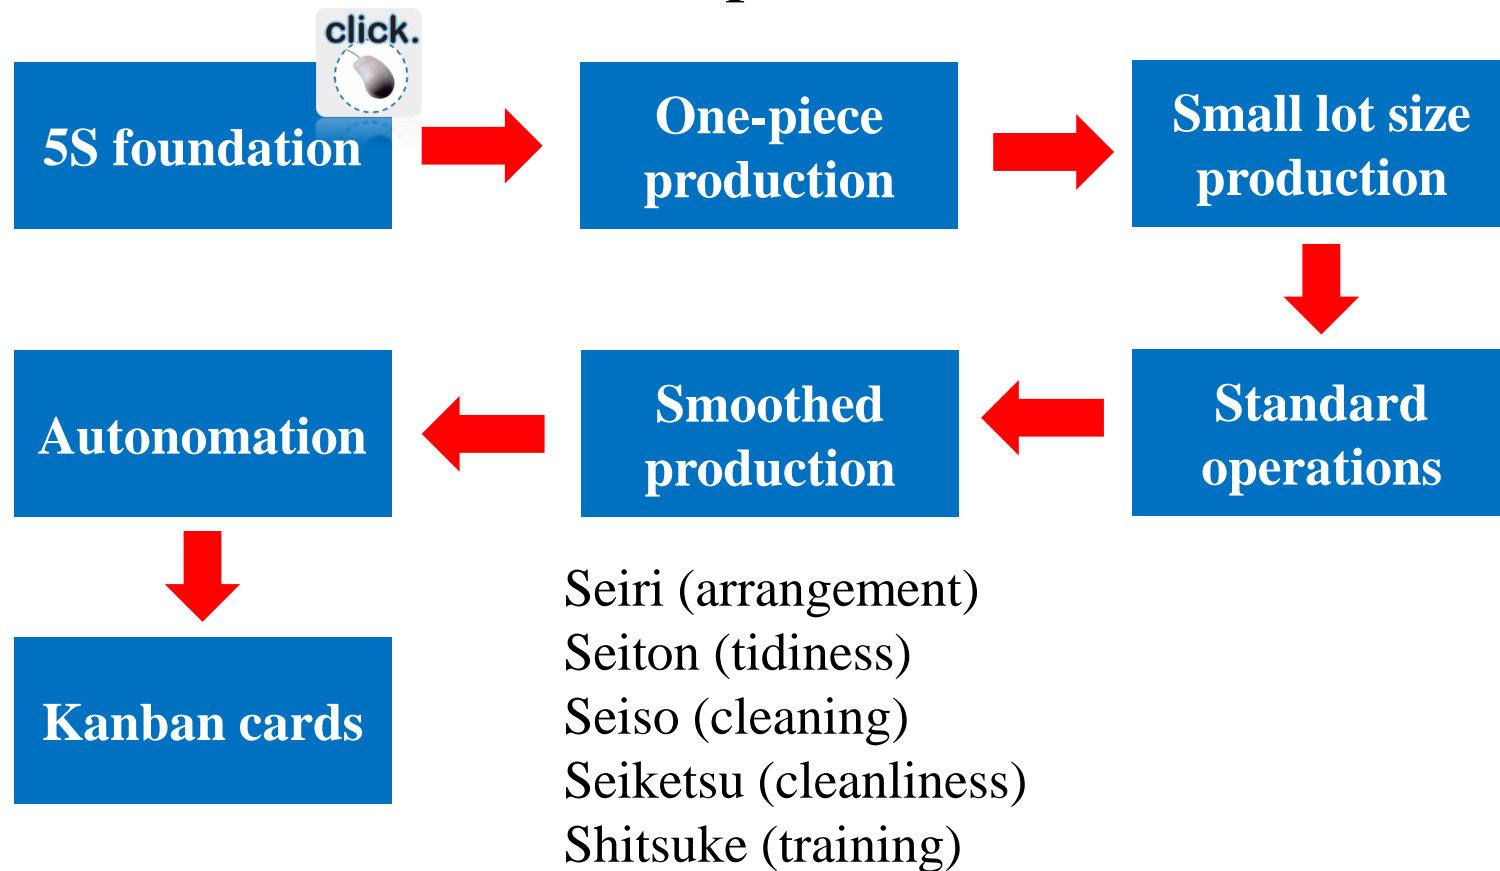 click.
5S foundation
One-piece
production
Small lot size
production
Standard
operations
Smoothed
production
Autonomation
Kanban cards
Seiri (arrangement)
Seiton (tidiness)
Seiso (cleaning)
Seiketsu (cleanliness)
Shitsuke (training)